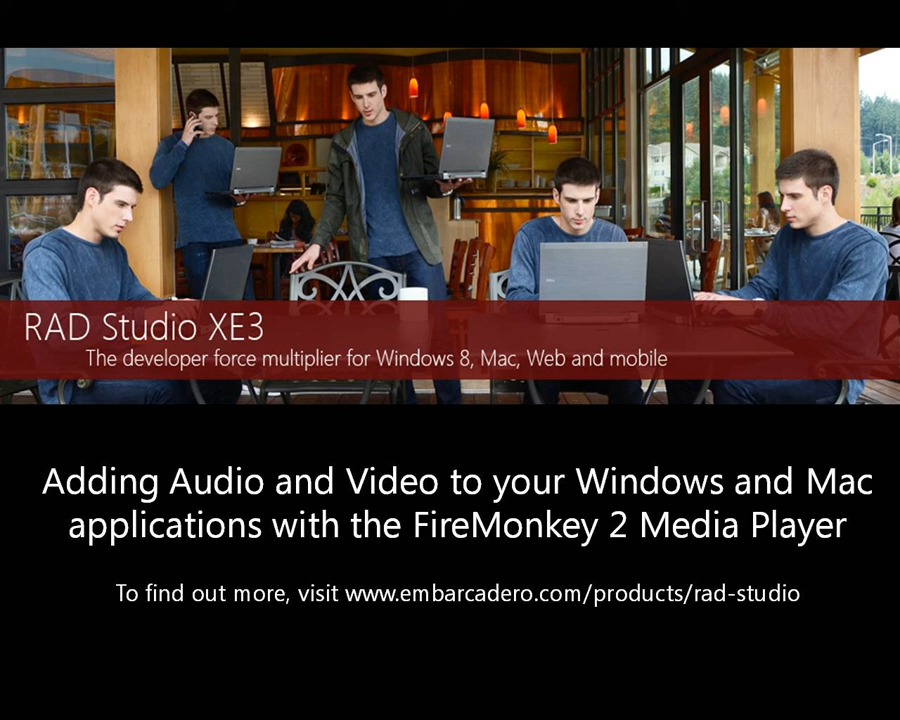 RAD Studio XE3
The developer force multiplier for Windows 8, Mac, Web and mobile
Adding Audio and Video to your Windows and Mac
applications with the FireMonkey 2 Media Player
To find out more, visit www.embarcadero.com/products/rad-studio